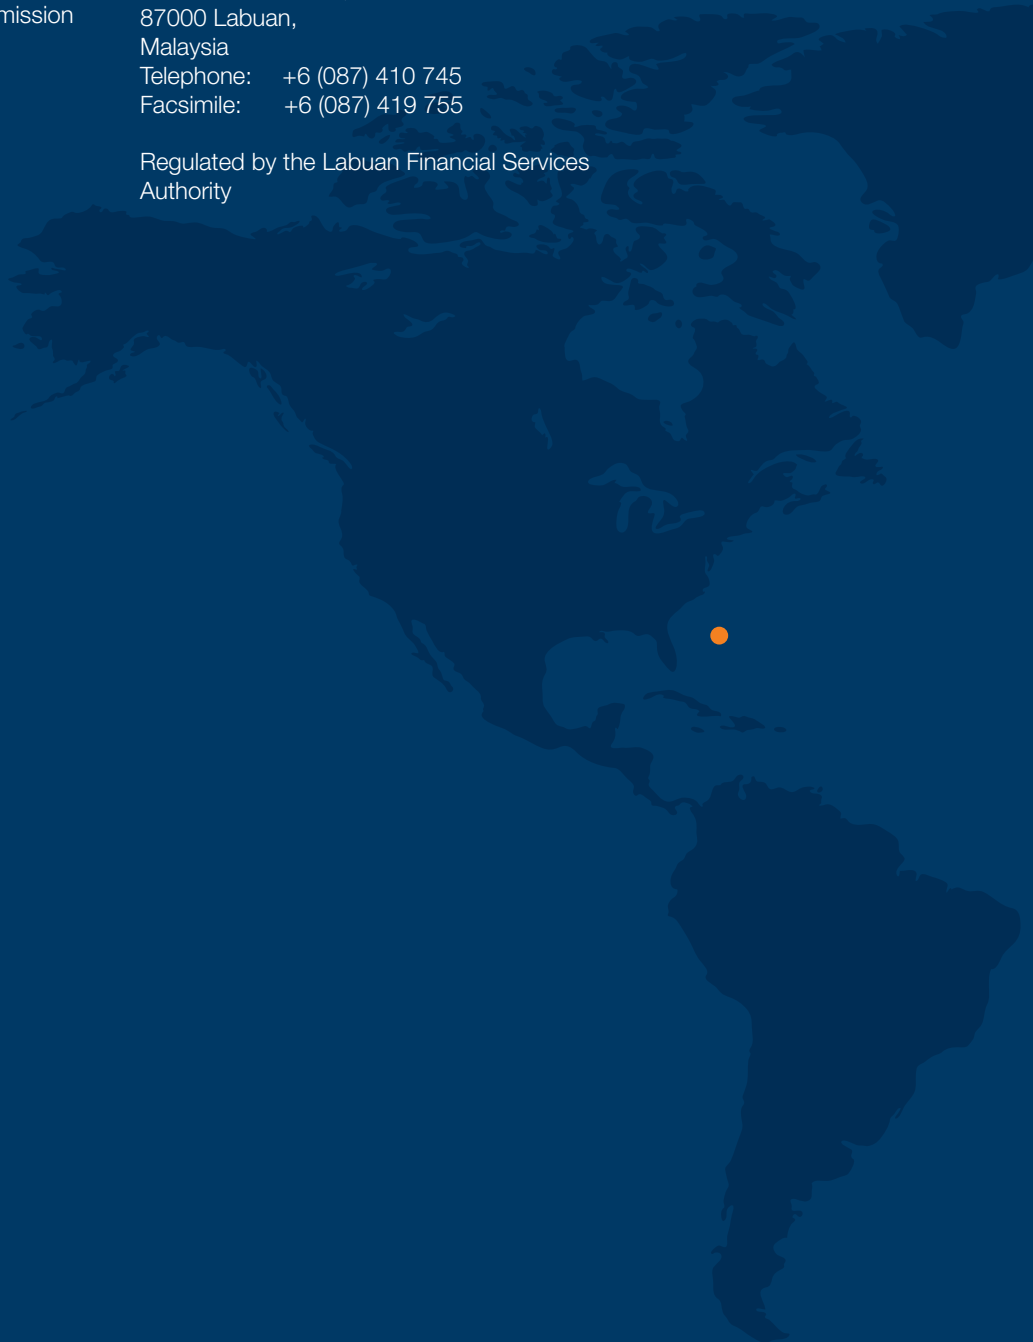 mission
87000 Labuan,
Malaysia
Telephone: +6 (087) 410 745
Facsimile: +6 (087) 419 755
Regulated by the Labuan Financial Services
Authority